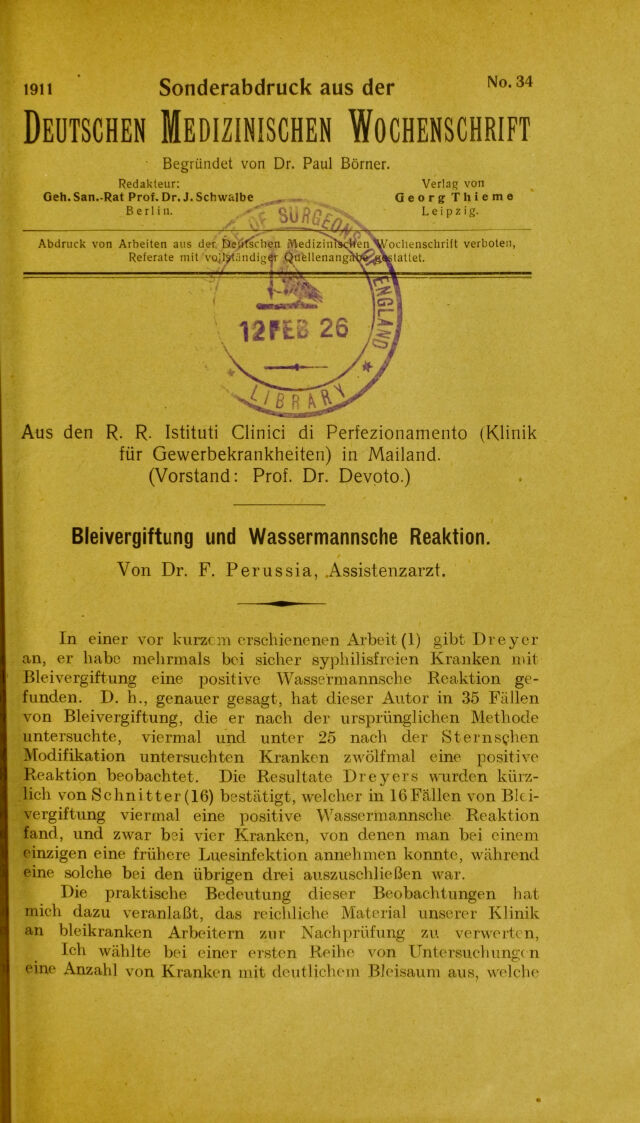 1911
Sonderabdruck aus der
No. 34
DEUTSCHEN MEDIZINISCHEN WOCHENSCHRIFT
Begründet von Dr. Paul Börner.
Redakteur:
Geh. San.-Rat Prof. Dr. J. Schwalbe
Berlin.
Verlag von
Georg Thieme
Leipzig.
Abdruck von Arbeiten aus der Deutschen Medizinischen Wochenschrift verboten,
Referate mit vollständiger Quellenangabe gestattet.
OF SURGEONS OF ENGLAND
12 FEB 26
* LIBRARY *
Aus den R. R. Istituti Clinici di Perfezionamento (Klinik
für Gewerbekrankheiten) in Mailand.
(Vorstand: Prof. Dr. Devoto.)
Bleivergiftung und Wassermannsche Reaktion.
Von Dr. F. Perussia, Assistenzarzt.
In einer vor kurzem erschienenen Arbeit (1) gibt Dreyer
an, er habe mehrmals bei sicher syphilisfreien Kranken mit
Bleivergiftung eine positive Wassermannsche Reaktion ge-
funden. D. h., genauer gesagt, hat dieser Autor in 35 Fällen
von Bleivergiftung, die er nach der ursprünglichen Methode
untersuchte, viermal und unter 25 nach der Sternschen
Modifikation untersuchten Kranken zwölfmal eine positive
Reaktion beobachtet. Die Resultate Dreyers wurden kürz-
lich von Schnitter (16) bestätigt, welcher in 16 Fällen von Blei-
vergiftung viermal eine positive Wassermannsche Reaktion
fand, und zwar bei vier Kranken, von denen man bei einem
einzigen eine frühere Luesinfektion annehmen konnte, während
eine solche bei den übrigen drei auszuschließen war.
Die praktische Bedeutung dieser Beobachtungen hat
mich dazu veranlaßt, das reichliche Material unserer Klinik
an bleikranken Arbeitern zur Nachprüfung zu verwerten,
Ich wählte bei einer ersten Reihe von Untersuchungen
eine Anzahl von Kranken mit deutlichem Bleisaum aus, welche